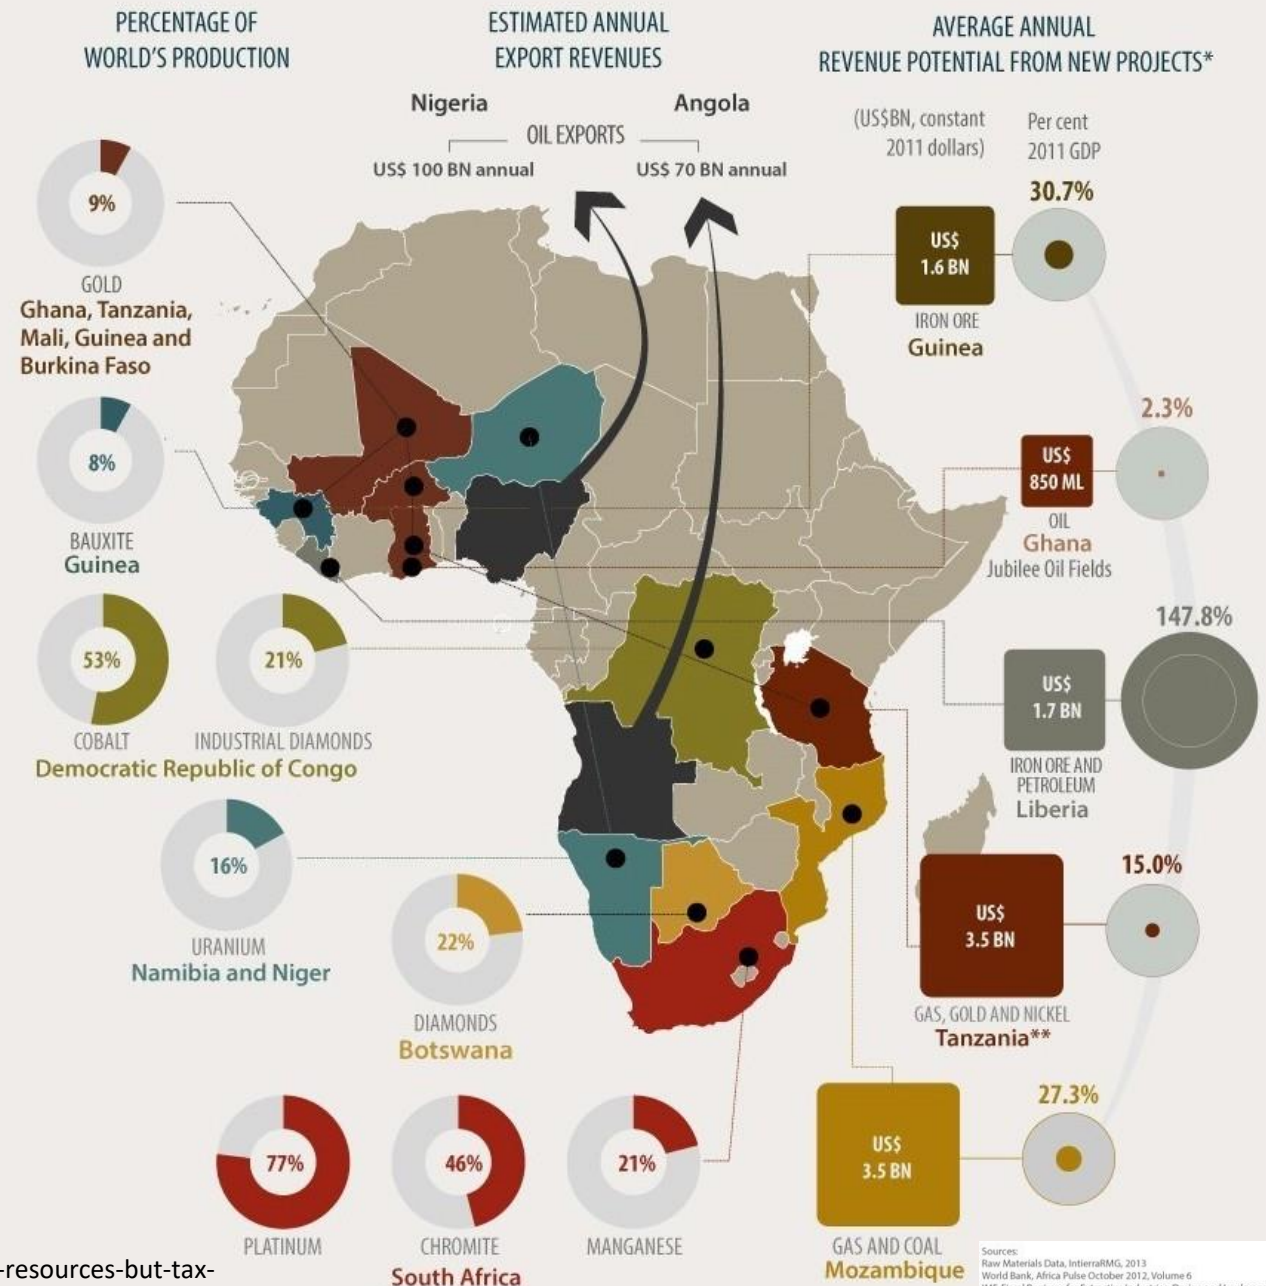 PERCENTAGE OF
WORLD'S PRODUCTION
ESTIMATED ANNUAL
EXPORT REVENUES
AVERAGE ANNUAL
REVENUE POTENTIAL FROM NEW PROJECTS*
Nigeria
Angola
OIL EXPORTS
US$ 100 BN annual
US$ 70 BN annual
(US$BN, constant
2011 dollars)
Per cent
2011 GDP
9%
GOLD
Ghana, Tanzania,
Mali, Guinea and
Burkina Faso
8%
BAUXITE
Guinea
53%
COBALT
21%
INDUSTRIAL DIAMONDS
Democratic Republic of Congo
16%
URANIUM
Namibia and Niger
22%
DIAMONDS
Botswana
77%
PLATINUM
46%
CHROMITE
21%
MANGANESE
South Africa
30.7%
US$
1.6 BN
IRON ORE
Guinea
2.3%
US$
850 ML
OIL
Ghana
Jubilee Oil Fields
147.8%
US$
1.7 BN
IRON ORE AND
PETROLEUM
Liberia
15.0%
US$
3.5 BN
GAS, GOLD AND NICKEL
Tanzania**
27.3%
US$
3.5 BN
GAS AND COAL
Mozambique
-resources-but-tax-
Sources:
Raw Materials Data, IntierraRMG, 2013
World Bank, Africa Pulse October 2012, Volume 6